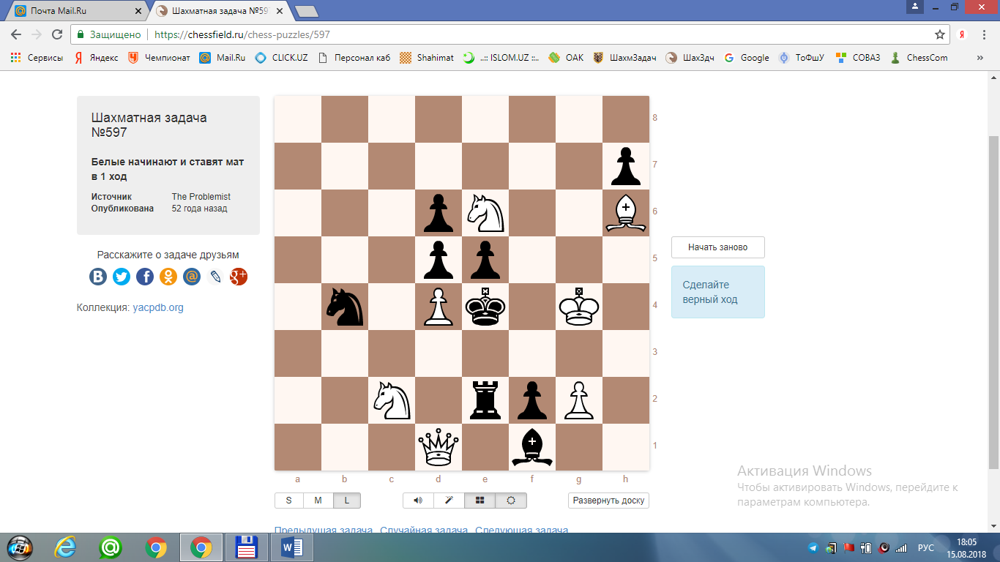 Почта Mail.Ru
Шахматная задача №59
Защищено
https://chessfield.ru/chess-puzzles/597
Сервисы Яндекс Чемпионат Mail.Ru CLICK.UZ Персонал каб Shahimat ..:: ISLOM.UZ ::.. ОАК ШахмЗадач ШахЗдч Google ТоФшУ СОВАЗ ChessCom »
Шахматная задача
№597
Белые начинают и ставят мат
в 1 ход
Источник The Problemist
Опубликована 52 года назад
Расскажите о задаче друзьям
Коллекция: yacpdb.org
8
7
6
5
4
3
2
1
a b c d e f g h
Начать заново
Сделайте
верный ход
S M L
Развернуть доску
Предыдущая задача Случайная задача Следующая задача
Активация Windows
Чтобы активировать Windows, перейдите к
параметрам компьютера.
РУС
18:05
15.08.2018